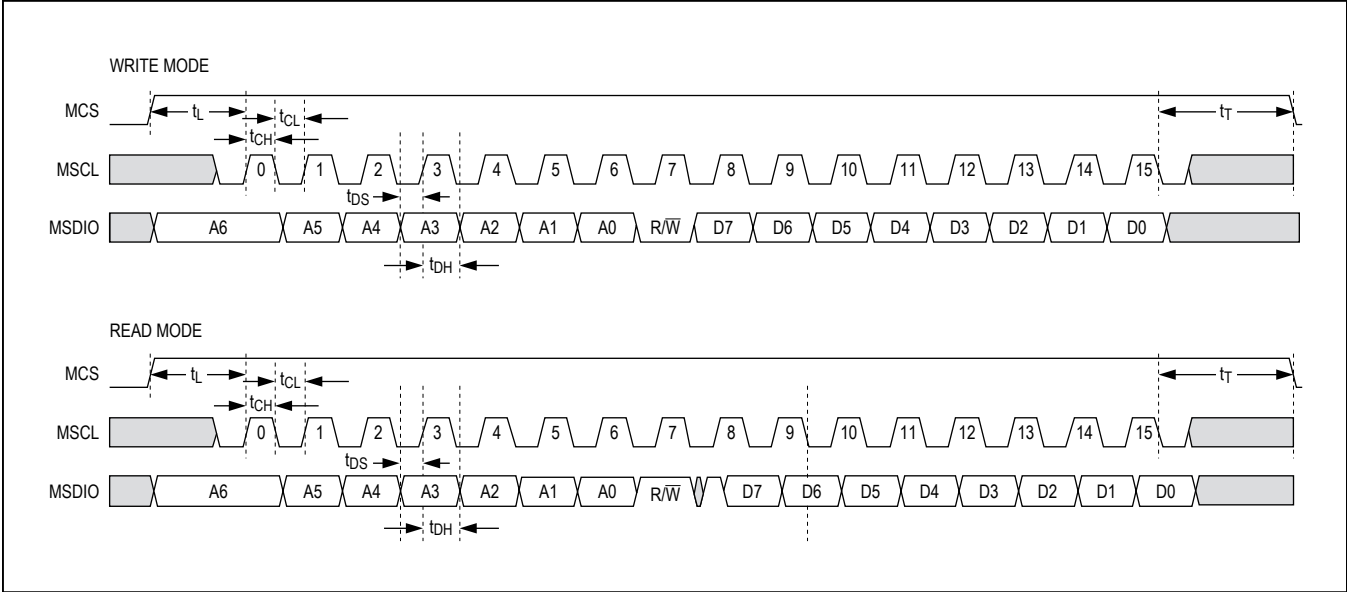 WRITE MODE
MCS tL tCL tT
tCH
MSCL 0 1 2 3 4 5 6 7 8 9 10 11 12 13 14 15
tDS
MSDIO A6 A5 A4 A3 A2 A1 A0 R/W̅ D7 D6 D5 D4 D3 D2 D1 D0
tDH
READ MODE
MCS tL tCL tT
tCH
MSCL 0 1 2 3 4 5 6 7 8 9 10 11 12 13 14 15
tDS
MSDIO A6 A5 A4 A3 A2 A1 A0 R/W̅ D7 D6 D5 D4 D3 D2 D1 D0
tDH